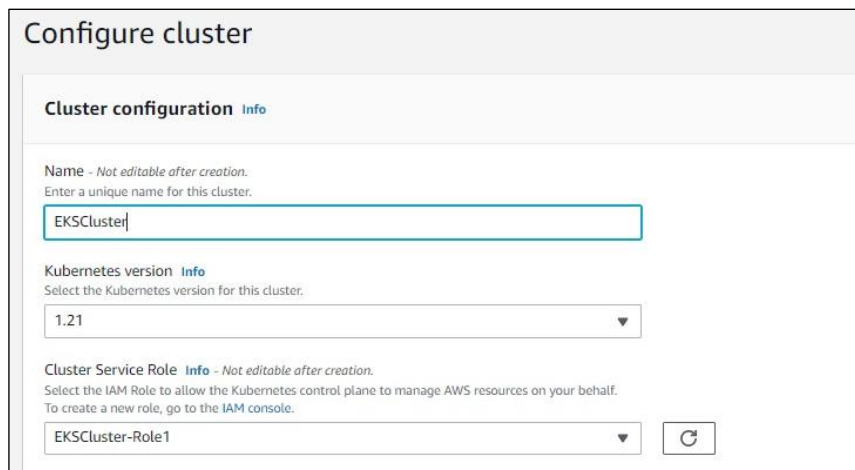 Configure cluster
Cluster configuration Info
Name - Not editable after creation.
Enter a unique name for this cluster.
EKSCluster
Kubernetes version Info
Select the Kubernetes version for this cluster.
1.21
Cluster Service Role Info - Not editable after creation.
Select the IAM Role to allow the Kubernetes control plane to manage AWS resources on your behalf.
To create a new role, go to the IAM console.
EKSCluster-Role1